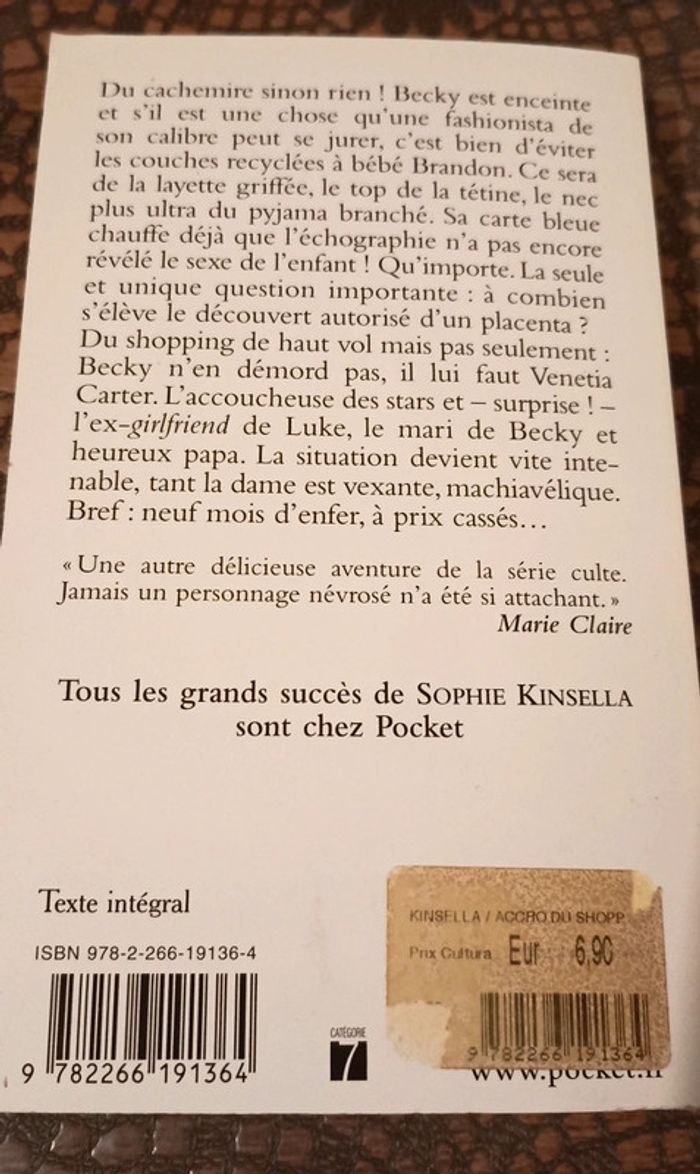 Du cachemire sinon rien ! Becky est enceinte
et s'il est une chose qu'une fashionista de
son calibre peut se jurer, c'est bien d'éviter
les couches recyclées à bébé Brandon. Ce sera
de la layette griffée, le top de la tétine, le nec
plus ultra du pyjama branché. Sa carte bleue
chauffe déjà que l'échographie n'a pas encore
révélé le sexe de l'enfant ! Qu'importe. La seule
et unique question importante : à combien
s'élève le découvert autorisé d'un placenta ?
Du shopping de haut vol mais pas seulement :
Becky n'en démord pas, il lui faut Venetia
Carter. L'accoucheuse des stars et – surprise ! –
l'ex-girlfriend de Luke, le mari de Becky et
heureux papa. La situation devient vite inte-
nable, tant la dame est vexante, machiavélique.
Bref : neuf mois d'enfer, à prix cassés...
« Une autre délicieuse aventure de la série culte.
Jamais un personnage névrosé n'a été si attachant. »
Marie Claire
Tous les grands succès de SOPHIE KINSELLA
sont chez Pocket
Texte intégral
ISBN 978-2-266-19136-4
9 782266 191364
CATÉGORIE
7
KINSELLA / ACCRO DU SHOPP
Prix Cultura Eur 6,90
9 782266 191364
www.pocket.fr